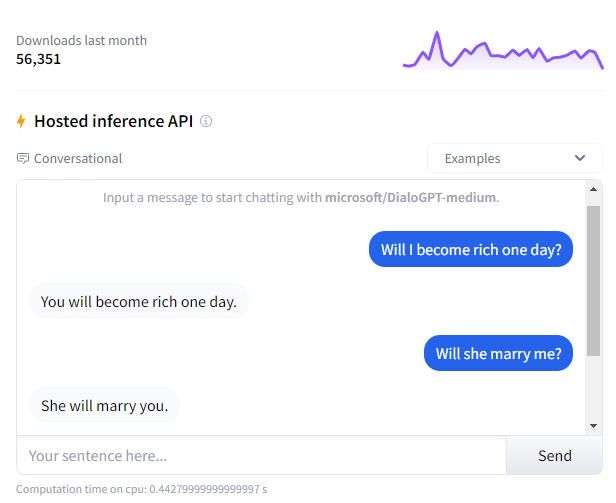 Downloads last month
56,351
Hosted inference API
Conversational
Examples
Input a message to start chatting with microsoft/DialoGPT-medium.
Will I become rich one day?
You will become rich one day.
Will she marry me?
She will marry you.
Your sentence here...
Send
Computation time on cpu: 0.44279999999999997 s